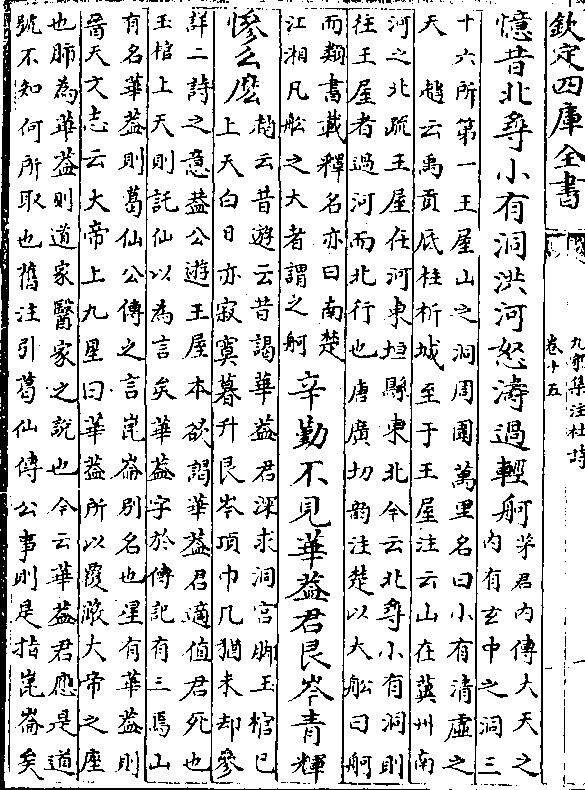 欽定四庫全書
九家集注杜詩
卷十五
憶昔北尋小有洞洪河怒濤過輕舸茅君内傳大天之
内有玄中之洞三
十六所第一王屋山之洞周圍萬里名曰小有清虚之
天 趙云禹貢厎柱析城至于王屋注云山在冀州南
河之北疏王屋在河東垣縣東北今云北尋小有洞則
往王屋者過河而北行也唐廣切韵注楚以大船曰舸
而類書載釋名亦曰南楚
江湘凡船之大者謂之舸
辛勤不見華蓋君艮岑青輝
慘么麽趙云昔遊云昔謁華蓋君深求洞宫脚玉棺已
上天白日亦寂寞暮升艮岑頂巾几猶未却參
詳二詩之意蓋公遊王屋本欲謁華蓋君適值君死也
玉棺上天則託仙以為言矣華蓋字於傳記有三焉山
有名華蓋則葛仙公傳之言崑崙别名也星有華蓋則
晉天文志云大帝上九星曰華蓋所以覆蔽大帝之座
也肺為華蓋則道家醫家之説也今云華蓋君應是道
號不知何所取也舊注引葛仙傳公事則是指崑崙矣